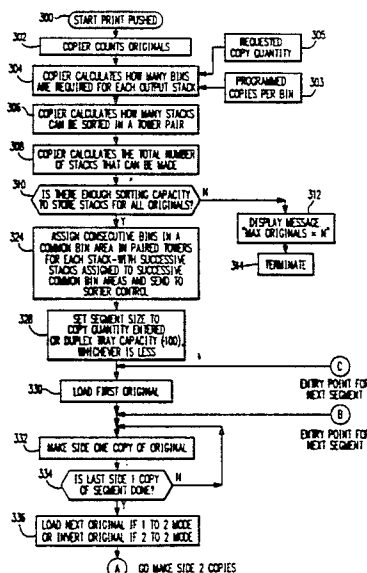 300
START PRINT PUSHED
302
COPIER COUNTS ORIGINALS
305
REQUESTED
COPY QUANTITY
304
COPIER CALCULATES HOW MANY BINS
ARE REQUIRED FOR EACH OUTPUT STACK
PROGRAMMED
COPIES PER BIN
303
306
COPIER CALCULATES HOW MANY STACKS
CAN BE SORTED IN A TOWER PAIR
308
COPIER CALCULATES THE TOTAL NUMBER
OF STACKS THAT CAN BE MADE
310
IS THERE ENOUGH SORTING CAPACITY
TO STORE STACKS FOR ALL ORIGINALS?
N
312
DISPLAY MESSAGE
"MAX ORIGINALS = N"
314
TERMINATE
Y
324
ASSIGN CONSECUTIVE BINS IN A
COMMON BIN AREA IN PAIRED TOWERS
FOR EACH STACK-WITH SUCCESSIVE
STACKS ASSIGNED TO SUCCESSIVE
COMMON BIN AREAS AND SEND TO
SORTER CONTROL
328
SET SEGMENT SIZE TO
COPY QUANTITY ENTERED
OR DUPLEX TRAY CAPACITY (100),
WHICHEVER IS LESS
C
ENTRY POINT FOR
NEXT SEGMENT
330
LOAD FIRST ORIGINAL
B
ENTRY POINT FOR
NEXT SEGMENT
332
MAKE SIDE ONE COPY OF ORIGINAL
334
IS LAST SIDE 1 COPY
OF SEGMENT DONE?
N
Y
336
LOAD NEXT ORIGINAL IF 1 TO 2 MODE
OR INVERT ORIGINAL IF 2 TO 2 MODE
A
GO MAKE SIDE 2 COPIES